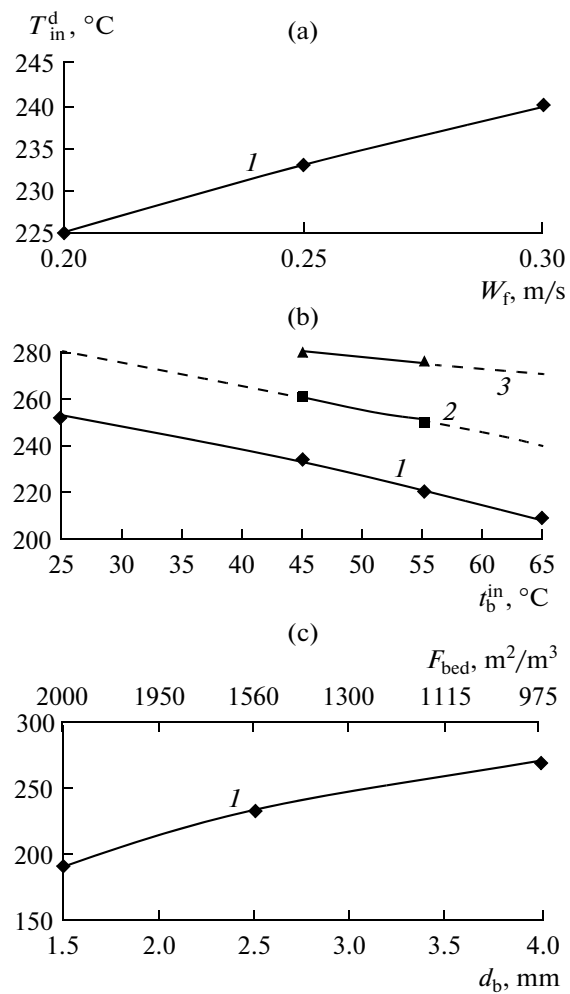 T_in^d, °C
(a)
245
240
235
230
225
1
0.20 0.25 0.30
W_f, m/s
(b)
280
260
240
220
200
3
2
1
25 30 35 40 45 50 55 60 65
t_b^in, °C
(c)
F_bed, m²/m³
2000 1950 1560 1300 1115 975
300
250
200
150
1
1.5 2.0 2.5 3.0 3.5 4.0
d_b, mm